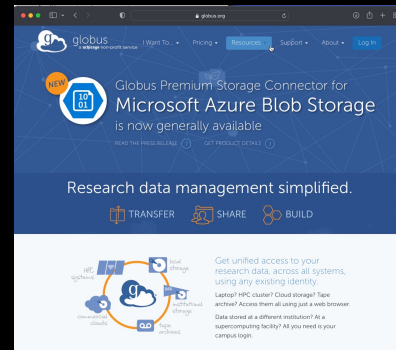 globus.org
globus
a uchicago non-profit service
I Want To...
Pricing
Resources
Support
About
Log In
NEW
10
01
Globus Premium Storage Connector for
Microsoft Azure Blob Storage
is now generally available
READ THE PRESS RELEASE
GET PRODUCT DETAILS
Research data management simplified.
TRANSFER
SHARE
BUILD
HPC
systems
local
storage
g
commercial
clouds
institutional
storage
tape
archives
Get unified access to your
research data, across all systems,
using any existing identity.
Laptop? HPC cluster? Cloud storage? Tape
archive? Access them all using just a web browser.
Data stored at a different institution? At a
supercomputing facility? All you need is your
campus login.